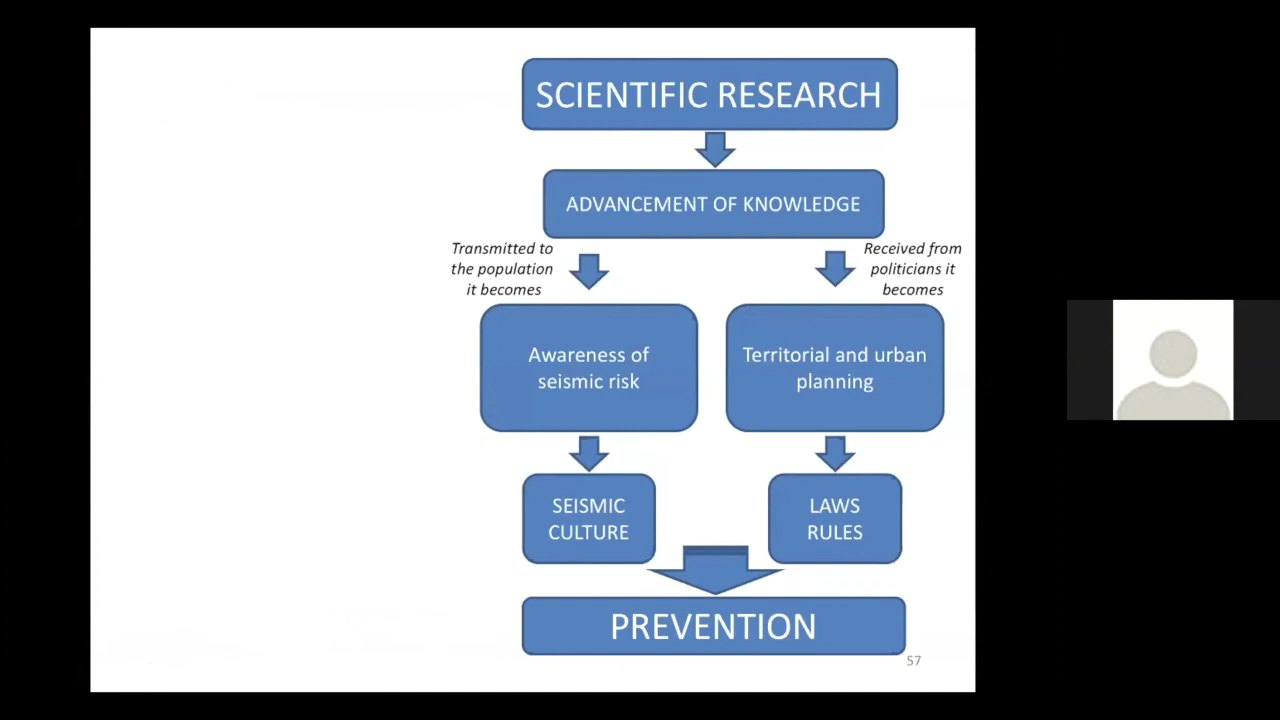 SCIENTIFIC RESEARCH
ADVANCEMENT OF KNOWLEDGE
Transmitted to
the population
it becomes
Received from
politicians it
becomes
Awareness of
seismic risk
Territorial and urban
planning
SEISMIC
CULTURE
LAWS
RULES
PREVENTION
57